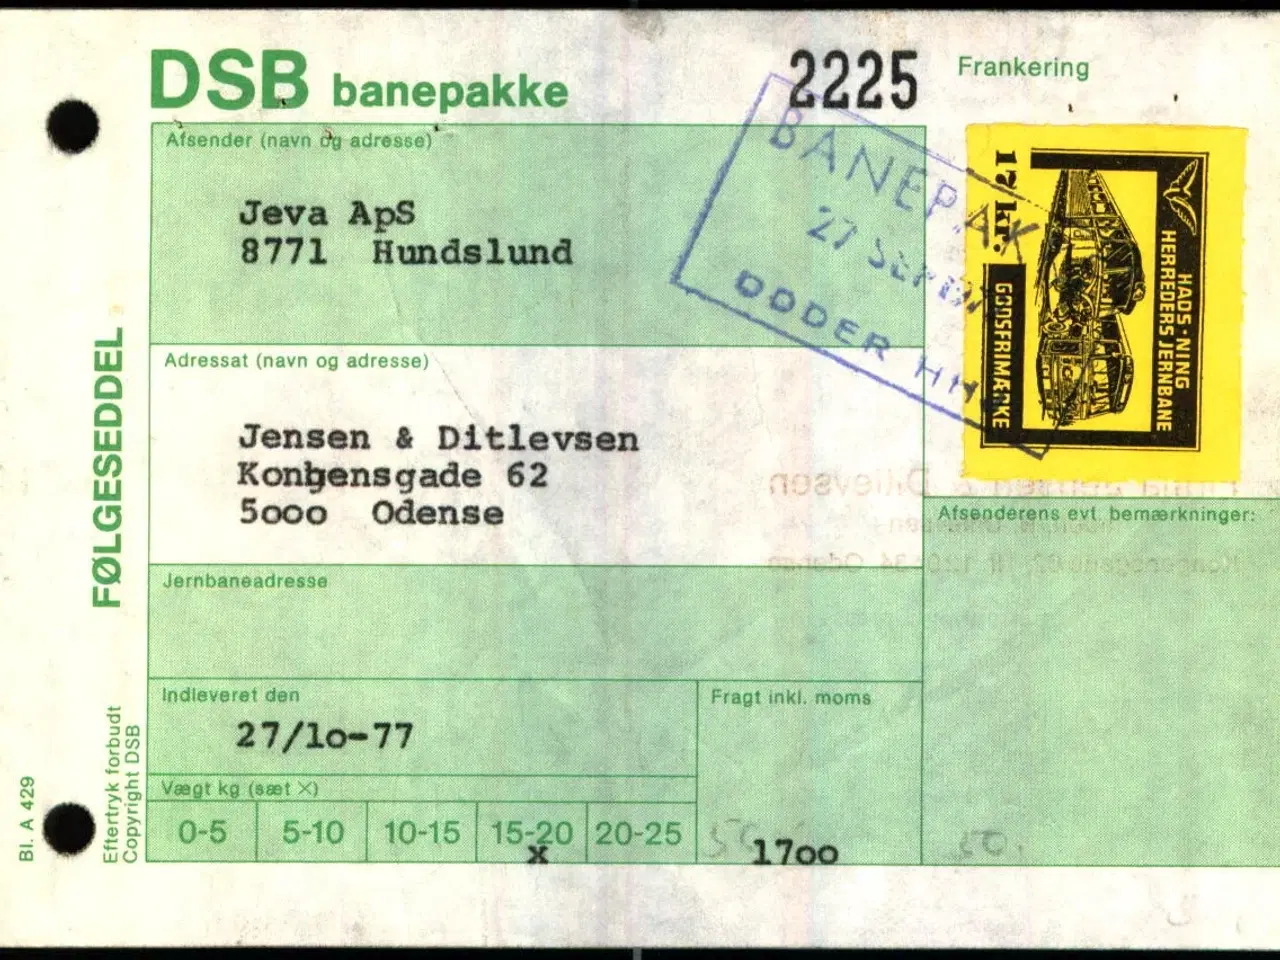 DSB banepakke
2225
Frankering
Afsender (navn og adresse)
Jeva ApS
8771 Hundslund
BANEPAK
27 SEP
ODDER HH
17 kr.
GODSFRIMÆRKE
HADS-NING
HERREDERS JERNBANE
Adressat (navn og adresse)
Jensen & Ditlevsen
Kongensgade 62
5ooo Odense
Afsenderens evt. bemærkninger:
Jernbaneadresse
Indleveret den
27/lo-77
Fragt inkl. moms
17oo
Vægt kg (sæt X)
0-5 5-10 10-15 15-20 20-25
x
FØLGESEDDEL
Eftertryk forbudt
Copyright DSB
Bl. A 429